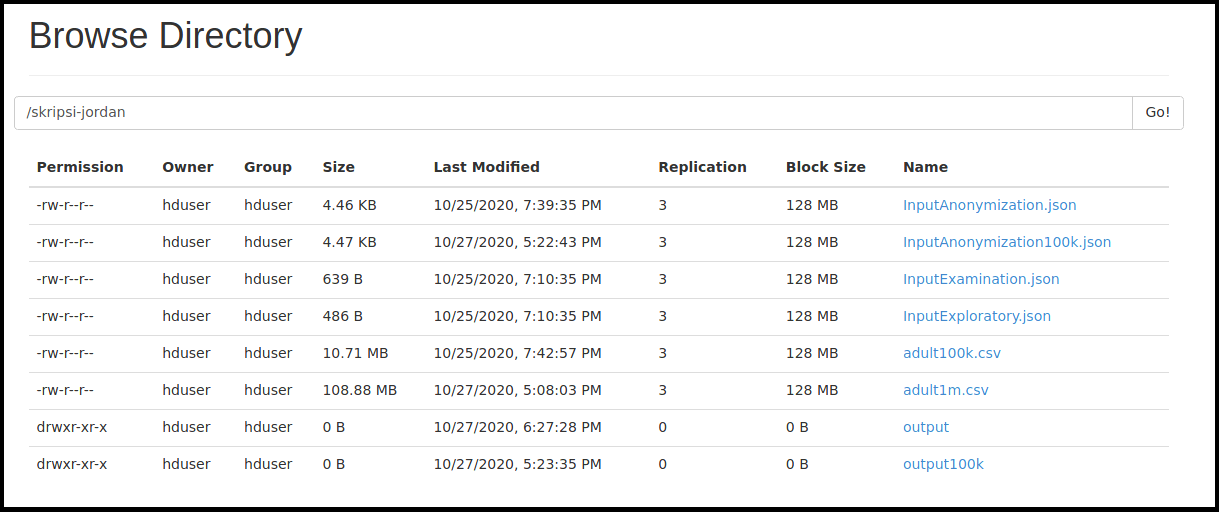 Browse Directory
/skripsi-jordan Go!
Permission Owner Group Size Last Modified Replication Block Size Name
-rw-r--r-- hduser hduser 4.46 KB 10/25/2020, 7:39:35 PM 3 128 MB InputAnonymization.json
-rw-r--r-- hduser hduser 4.47 KB 10/27/2020, 5:22:43 PM 3 128 MB InputAnonymization100k.json
-rw-r--r-- hduser hduser 639 B 10/25/2020, 7:10:35 PM 3 128 MB InputExamination.json
-rw-r--r-- hduser hduser 486 B 10/25/2020, 7:10:35 PM 3 128 MB InputExploratory.json
-rw-r--r-- hduser hduser 10.71 MB 10/25/2020, 7:42:57 PM 3 128 MB adult100k.csv
-rw-r--r-- hduser hduser 108.88 MB 10/27/2020, 5:08:03 PM 3 128 MB adult1m.csv
drwxr-xr-x hduser hduser 0 B 10/27/2020, 6:27:28 PM 0 0 B output
drwxr-xr-x hduser hduser 0 B 10/27/2020, 5:23:35 PM 0 0 B output100k